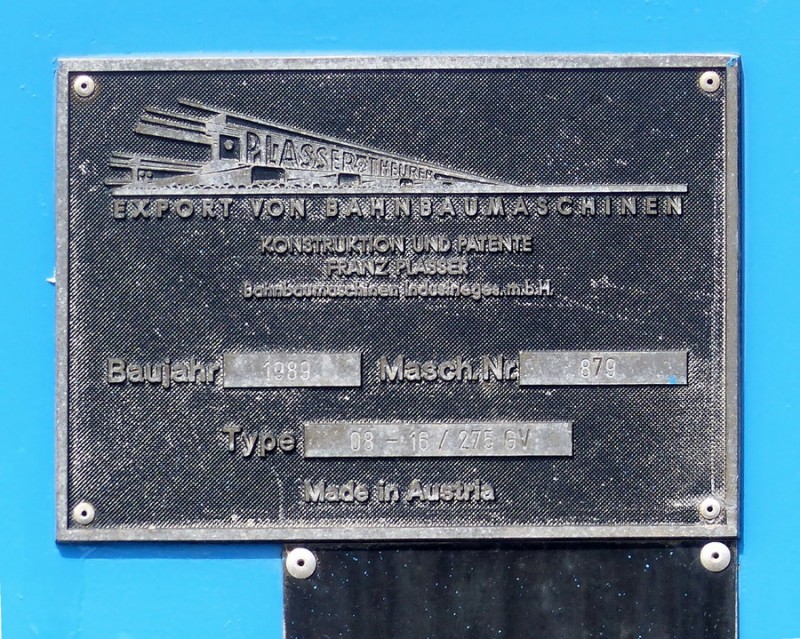 PLASSER & THEURER
EXPORT VON BAHNBAUMASCHINEN
KONSTRUKTION UND PATENTE
FRANZ PLASSER
Bahnbaumaschinen Industrieges. m.b.H.
Baujahr 1989 Masch.Nr. 879
Type 08 - 16 / 275 GV
Made in Austria